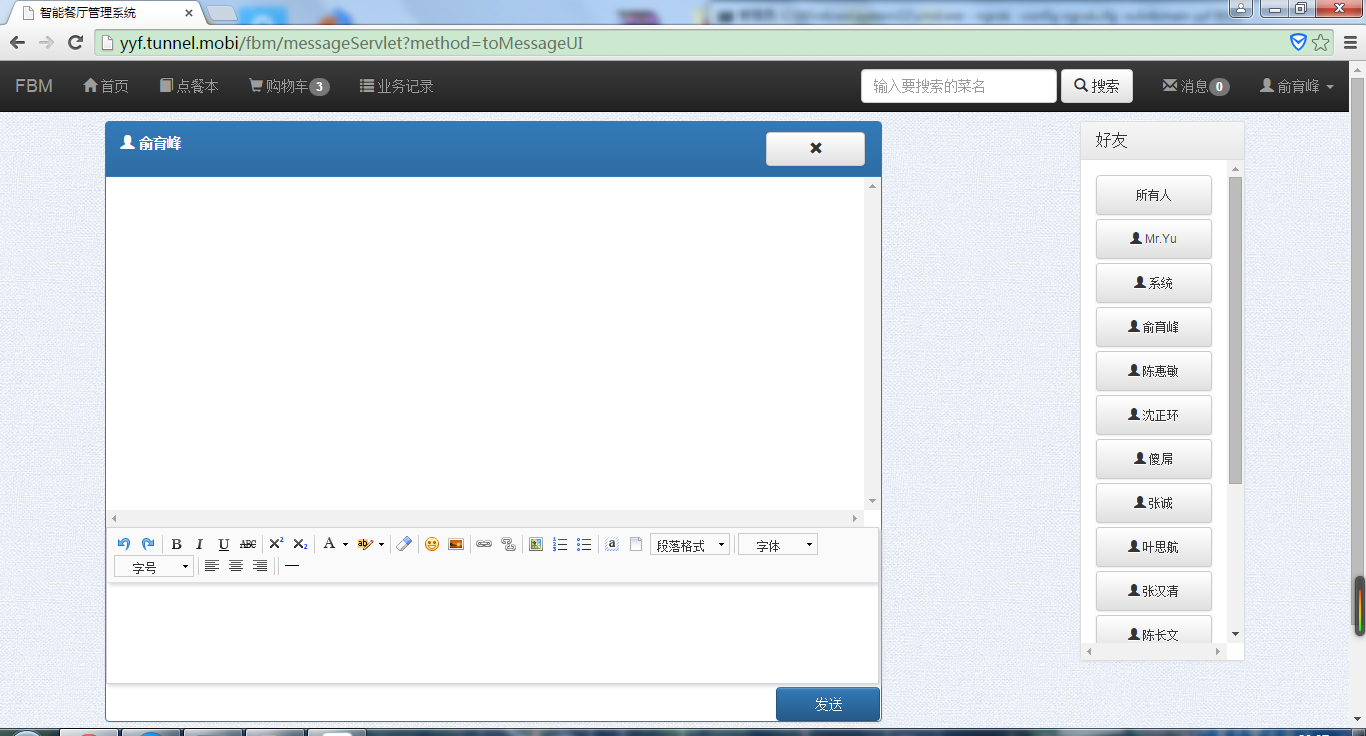 智能餐厅管理系统
yyf.tunnel.mobi/fbm/messageServlet?method=toMessageUI
FBM 首页 点餐本 购物车 3 业务记录 输入要搜索的菜名 搜索 消息 0 俞育峰
俞育峰
好友
所有人
Mr.Yu
系统
俞育峰
陈惠敏
沈正环
傻屌
张诚
叶思航
张汉清
陈长文
B I U ABC X² X₂ A ab a 段落格式 字体
字号
发送